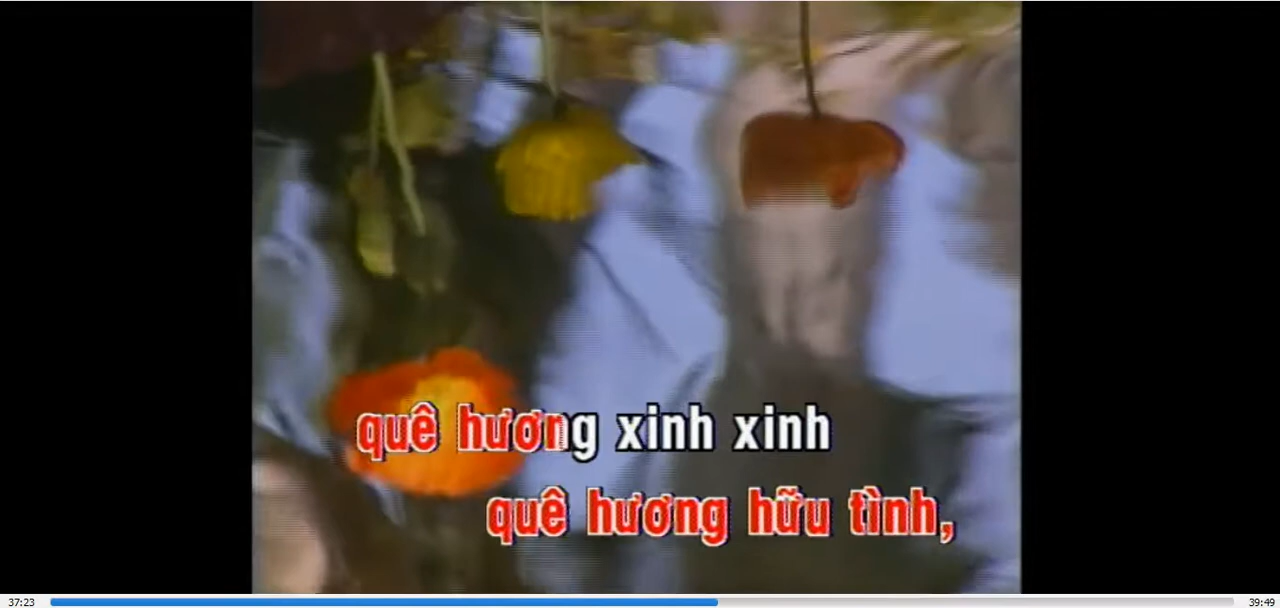 quê hương xinh xinh
quê hương hữu tình,
37:23
39:49